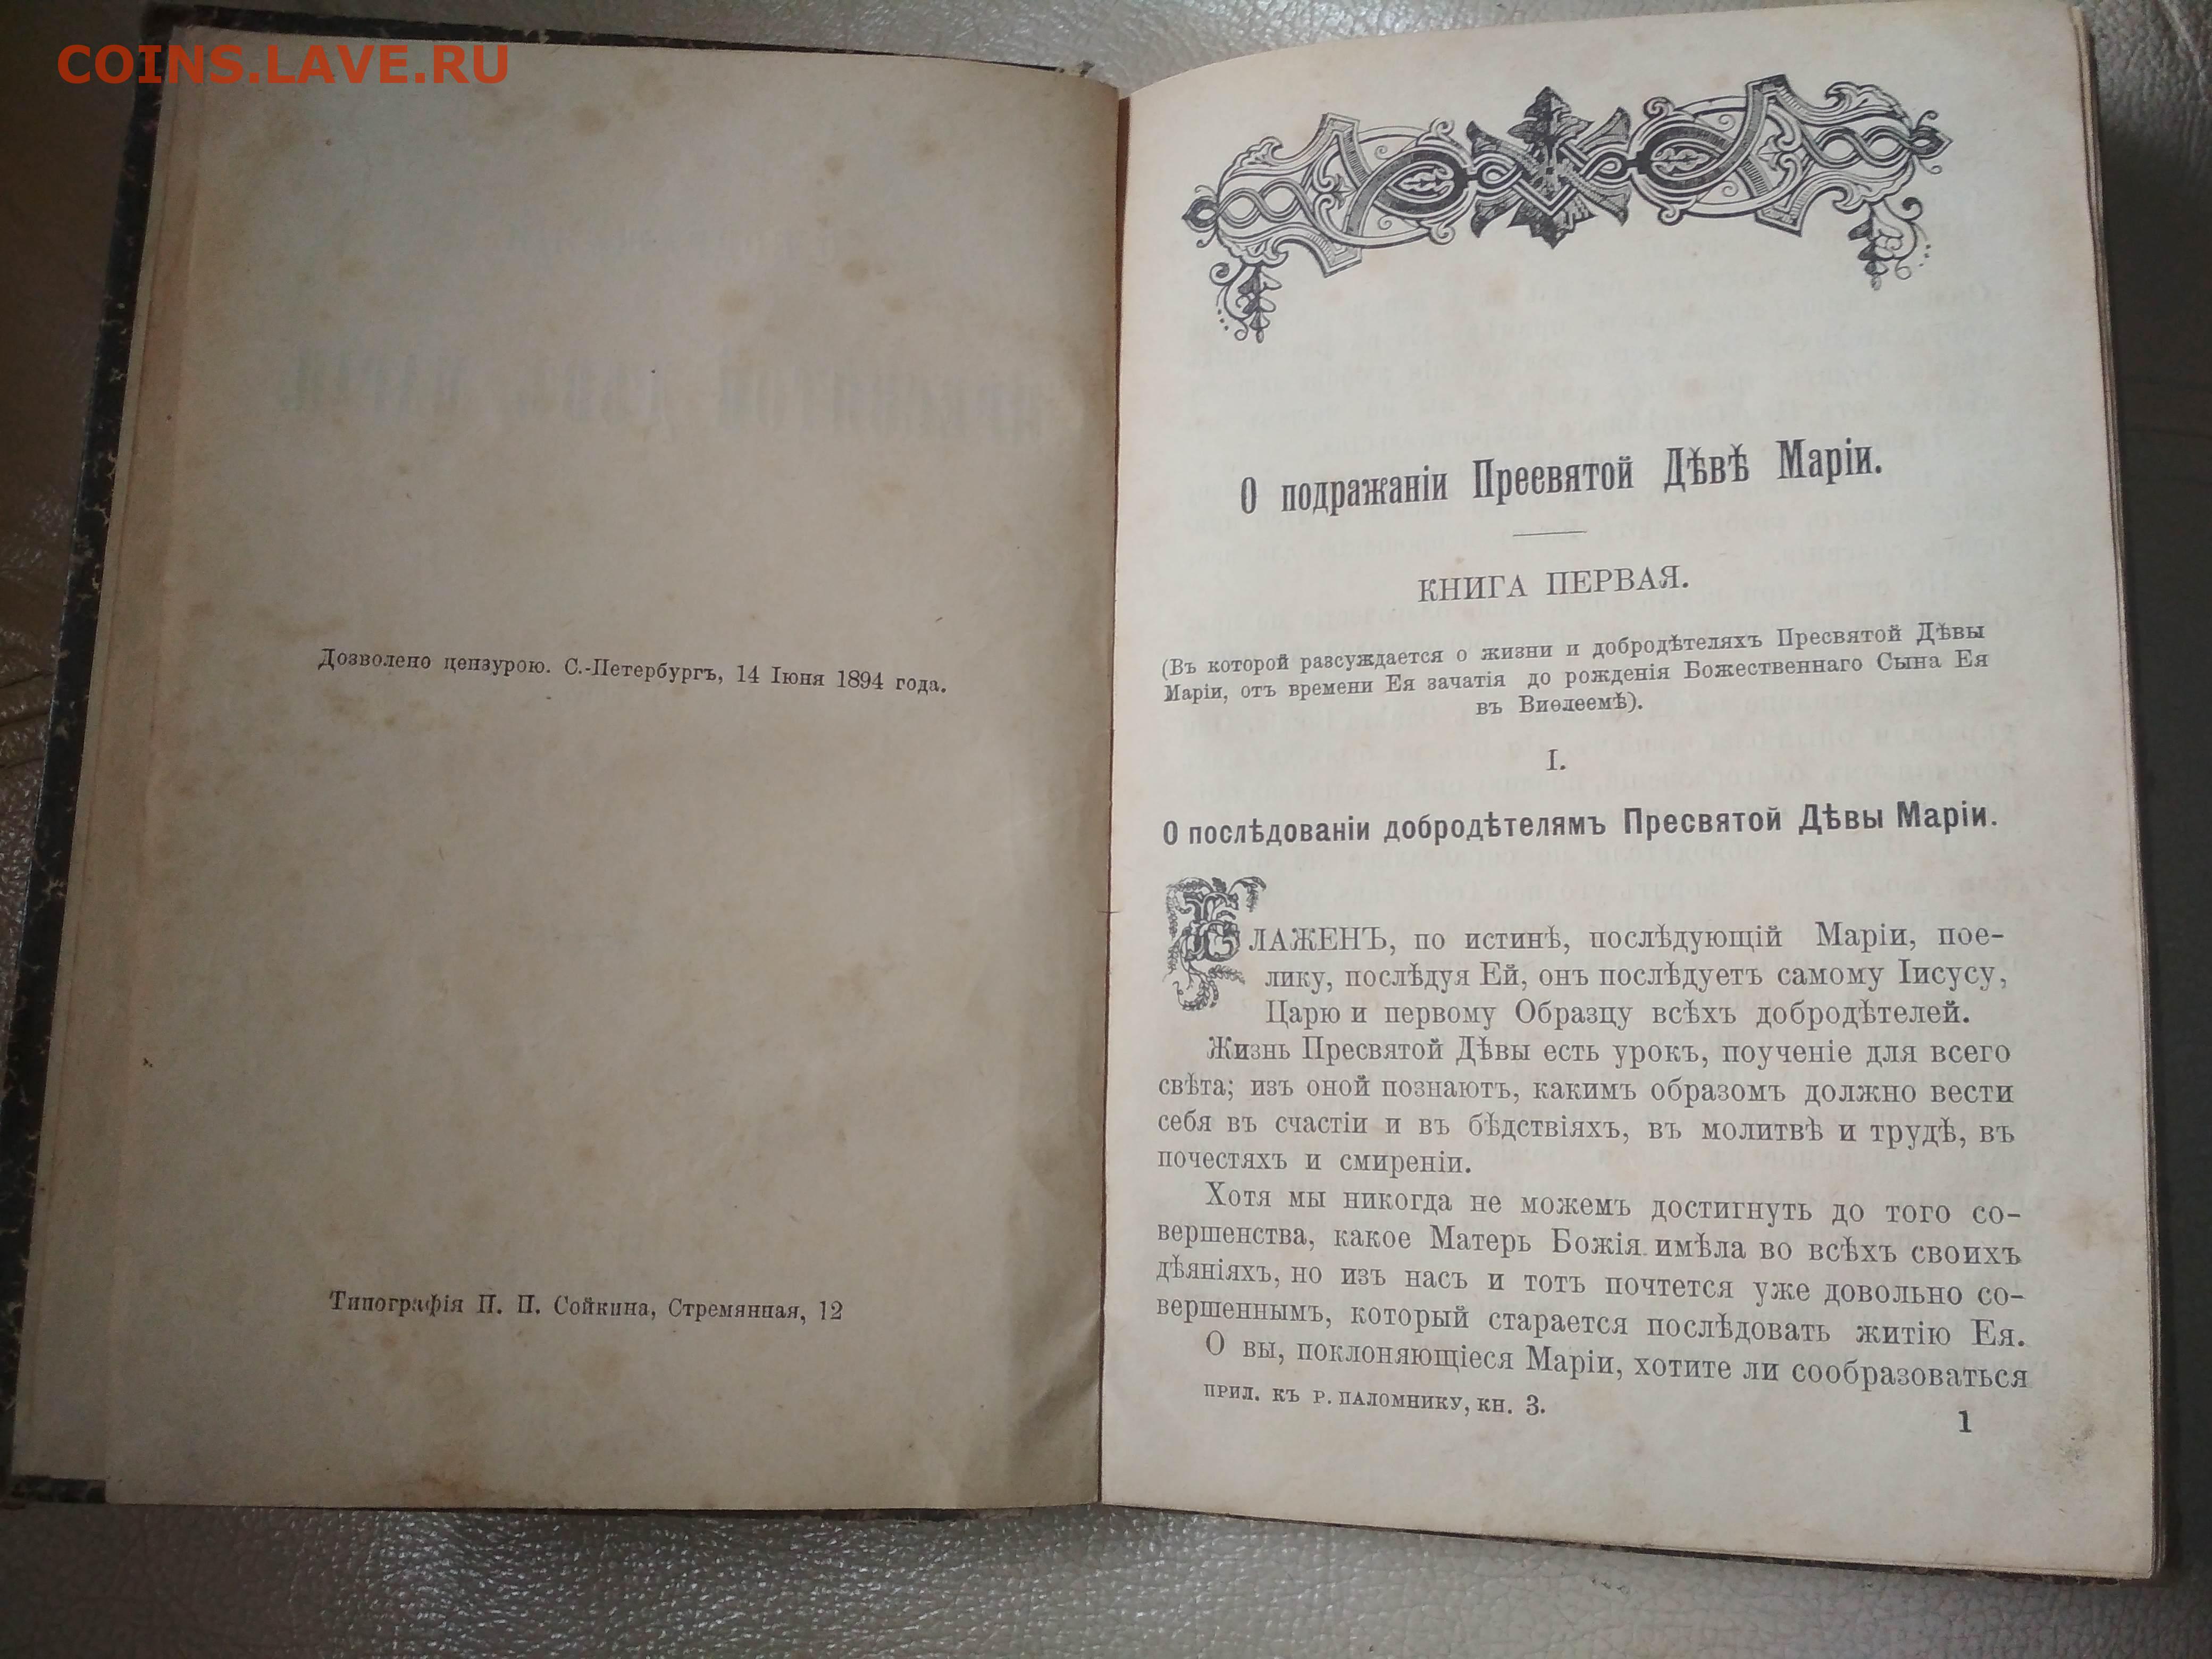 COINS.LAVE.RU
Дозволено цензурою. С.-Петербургъ, 14 Іюня 1894 года.
Типографія П. П. Сойкина, Стремянная, 12
О подражаніи Пресвятой Дѣвѣ Маріи.
КНИГА ПЕРВАЯ.
(Въ которой разсуждается о жизни и добродѣтеляхъ Пресвятой Дѣвы
Маріи, отъ времени Ея зачатія до рожденія Божественнаго Сына Ея
въ Виѳлеемѣ).
I.
О послѣдованіи добродѣтелямъ Пресвятой Дѣвы Маріи.
БЛАЖЕНЪ, по истинѣ, послѣдующій Маріи, пое-
лику, послѣдуя Ей, онъ послѣдуетъ самому Іисусу,
Царю и первому Образцу всѣхъ добродѣтелей.
Жизнь Пресвятой Дѣвы есть урокъ, поученіе для всего
свѣта; изъ оной познаютъ, какимъ образомъ должно вести
себя въ счастіи и въ бѣдствіяхъ, въ молитвѣ и трудѣ, въ
почестяхъ и смиреніи.
Хотя мы никогда не можемъ достигнуть до того со-
вершенства, какое Матерь Божія имѣла во всѣхъ своихъ
дѣяніяхъ, но изъ насъ и тотъ почтется уже довольно со-
вершеннымъ, который старается послѣдовать житію Ея.
О вы, поклоняющіеся Маріи, хотите ли сообразоваться
ПРИЛ. КЪ Р. ПАЛОМНИКУ, КН. 3.
1